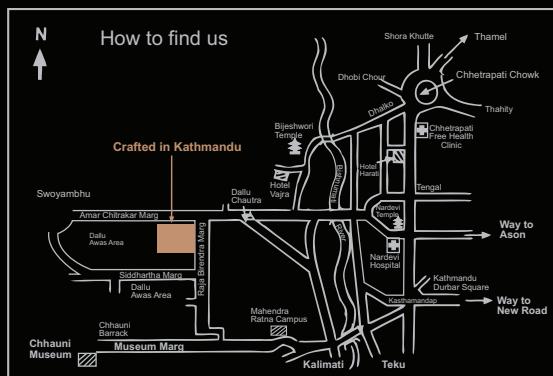 N
How to find us
Shora Khutte
Thamel
Dhobi Chour
Chhetrapati Chowk
Dhalko
Thahity
Bijeshwori
Temple
Chhetrapati
Free Health
Clinic
Crafted in Kathmandu
Hotel
Harati
Bishnumati
Hotel
Vajra
Swoyambhu
Dallu
Chautra
Tengal
Amar Chitrakar Marg
Nardevi
Temple
Way to
Ason
Dallu
Awas Area
Raja Birendra Marg
River
Nardevi
Hospital
Siddhartha Marg
Dallu
Awas Area
Kathmandu
Durbar Square
Kasthamandap
Way to
New Road
Mahendra
Ratna Campus
Chhauni
Barrack
Chhauni
Museum
Museum Marg
Kalimati
Teku